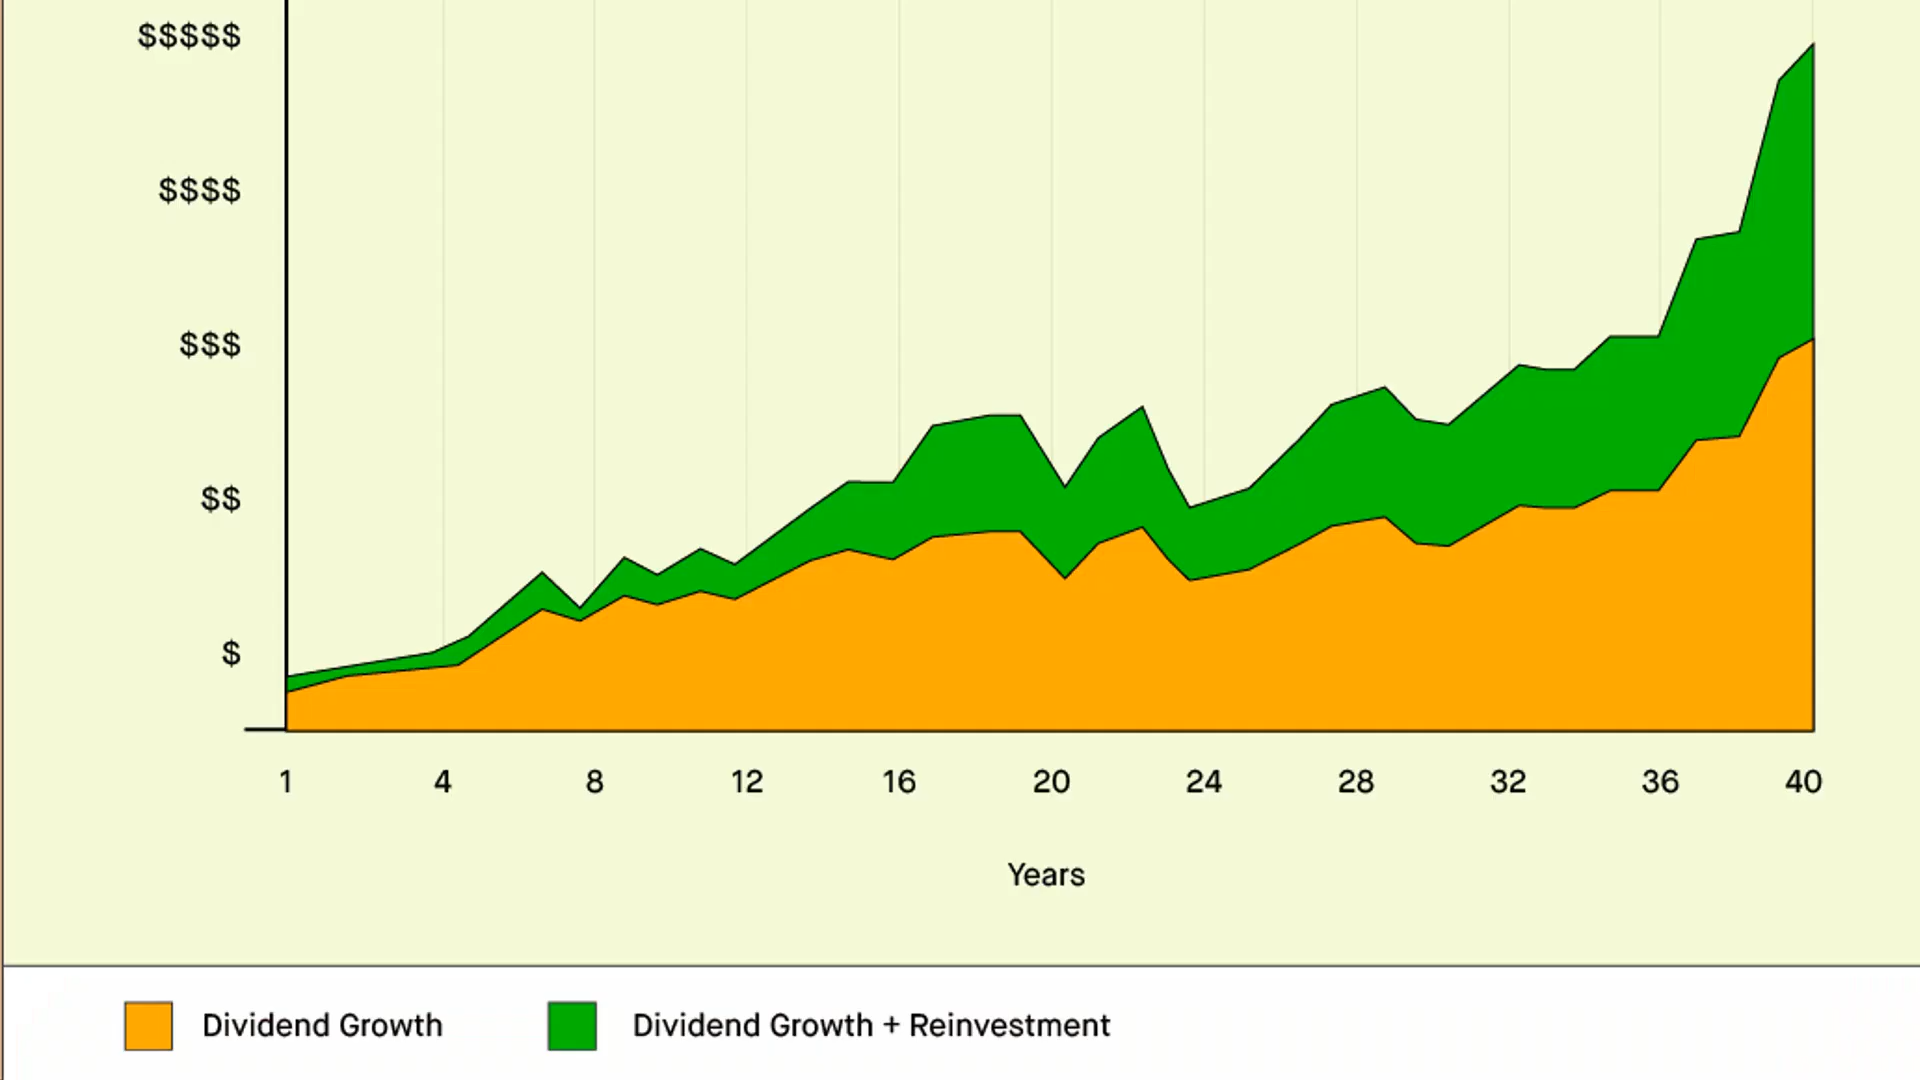 $$$$$
$$$$
$$$
$$
$
1 4 8 12 16 20 24 28 32 36 40
Years
Dividend Growth Dividend Growth + Reinvestment